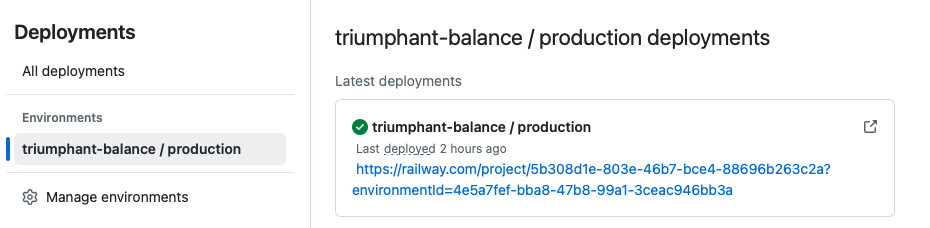 Deployments
All deployments
Environments
triumphant-balance / production
Manage environments
triumphant-balance / production deployments
Latest deployments
triumphant-balance / production
Last deployed 2 hours ago
https://railway.com/project/5b308d1e-803e-46b7-bce4-88696b263c2a?
environmentId=4e5a7fef-bba8-47b8-99a1-3ceac946bb3a